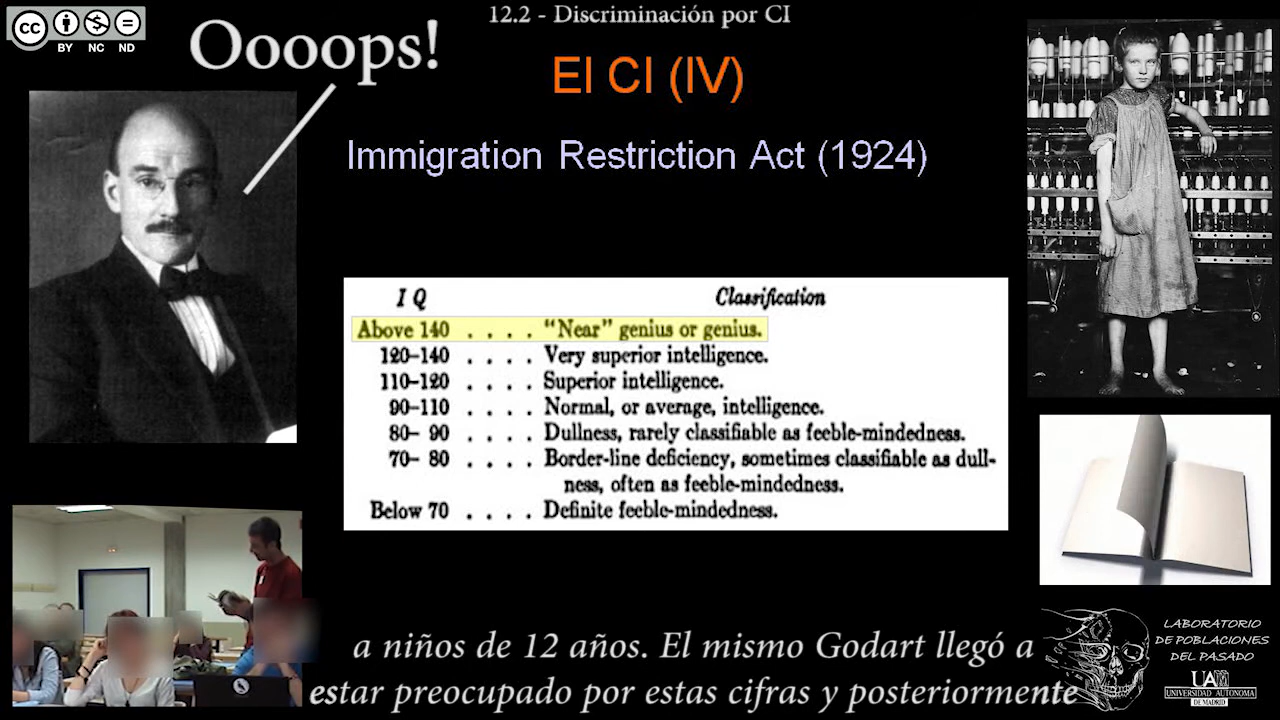 12.2 - Discriminación por CI
cc
BY NC ND
Ooooops!
El CI (IV)
Immigration Restriction Act (1924)
I Q Classification
Above 140 . . . . "Near" genius or genius.
120-140 . . . . Very superior intelligence.
110-120 . . . . Superior intelligence.
90-110 . . . . Normal, or average, intelligence.
80- 90 . . . . Dullness, rarely classifiable as feeble-mindedness.
70- 80 . . . . Border-line deficiency, sometimes classifiable as dull-
ness, often as feeble-mindedness.
Below 70 . . . . Definite feeble-mindedness.
a niños de 12 años. El mismo Godart llegó a
estar preocupado por estas cifras y posteriormente
LABORATORIO
DE POBLACIONES
DEL PASADO
UAM
UNIVERSIDAD AUTONOMA
DE MADRID